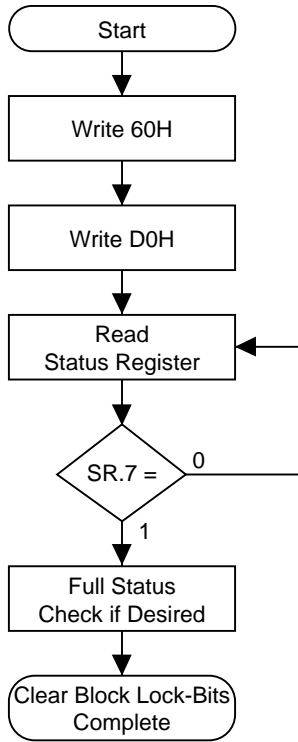 Start
Write 60H
Write D0H
Read
Status Register
SR.7 =
0
1
Full Status
Check if Desired
Clear Block Lock-Bits
Complete